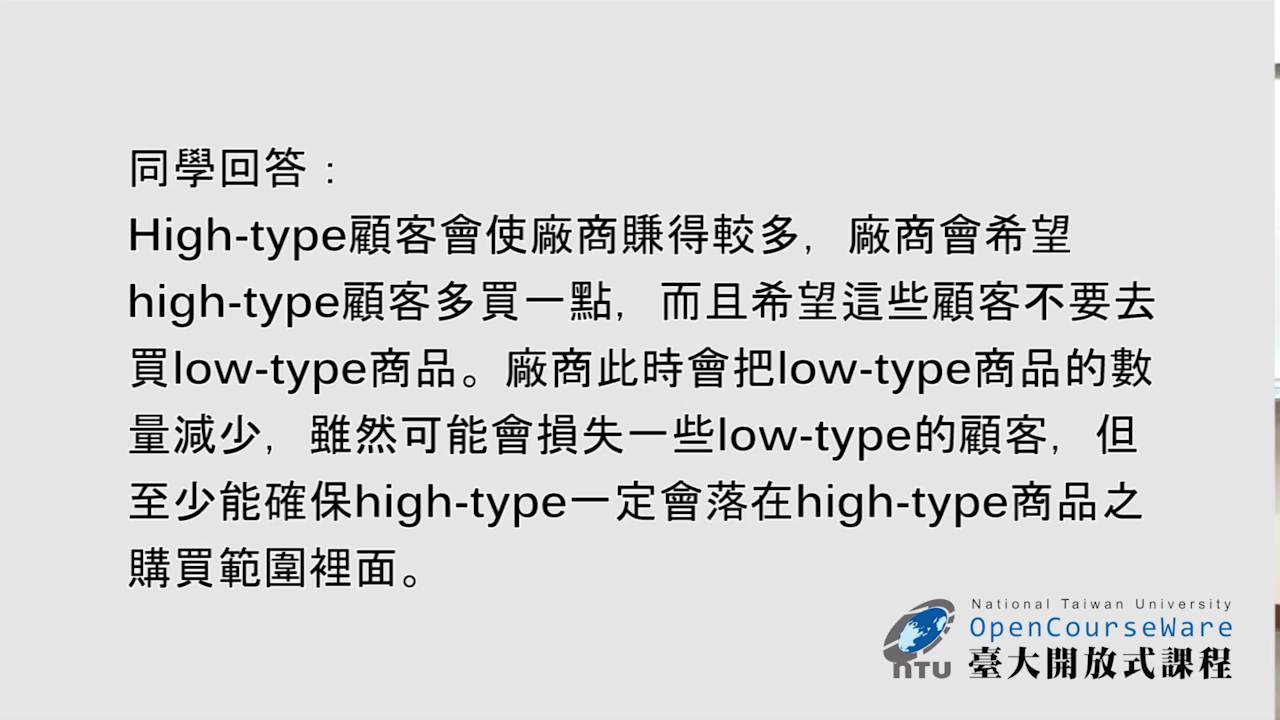 同學回答：
High-type顧客會使廠商賺得較多，廠商會希望
high-type顧客多買一點，而且希望這些顧客不要去
買low-type商品。廠商此時會把low-type商品的數
量減少，雖然可能會損失一些low-type的顧客，但
至少能確保high-type一定會落在high-type商品之
購買範圍裡面。
National Taiwan University
OpenCourseWare
臺大開放式課程
NTU